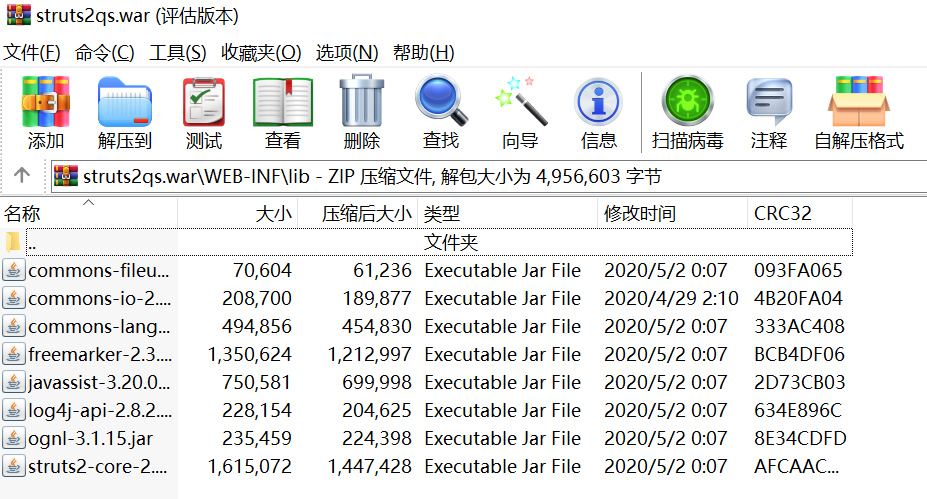 struts2qs.war (评估版本)
文件(F) 命令(C) 工具(S) 收藏夹(O) 选项(N) 帮助(H)
添加 解压到 测试 查看 删除 查找 向导 信息 扫描病毒 注释 自解压格式
struts2qs.war\WEB-INF\lib - ZIP 压缩文件, 解包大小为 4,956,603 字节
名称 大小 压缩后大小 类型 修改时间 CRC32
.. 文件夹
commons-fileu... 70,604 61,236 Executable Jar File 2020/5/2 0:07 093FA065
commons-io-2.... 208,700 189,877 Executable Jar File 2020/4/29 2:10 4B20FA04
commons-lang... 494,856 454,830 Executable Jar File 2020/5/2 0:07 333AC408
freemarker-2.3.... 1,350,624 1,212,997 Executable Jar File 2020/5/2 0:07 BCB4DF06
javassist-3.20.0... 750,581 699,998 Executable Jar File 2020/5/2 0:07 2D73CB03
log4j-api-2.8.2.... 228,154 204,625 Executable Jar File 2020/5/2 0:07 634E896C
ognl-3.1.15.jar 235,459 224,398 Executable Jar File 2020/5/2 0:07 8E34CDFD
struts2-core-2.... 1,615,072 1,447,428 Executable Jar File 2020/5/2 0:07 AFCAAC...